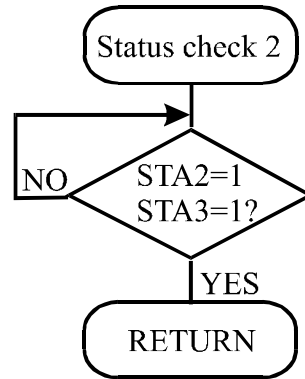 Status check 2
STA2=1
STA3=1?
NO
YES
RETURN